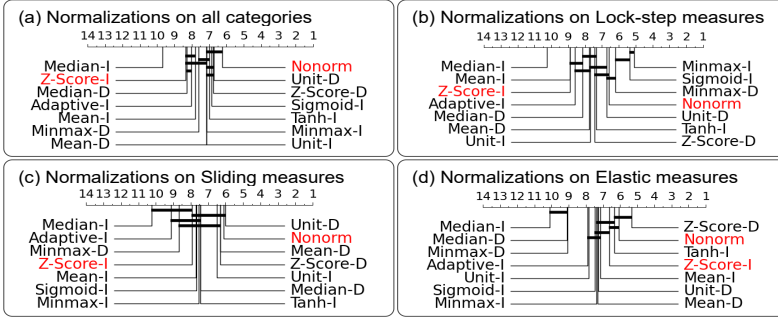 (a) Normalizations on all categories
14 13 12 11 10 9 8 7 6 5 4 3 2 1
Median-I Nonorm
Z-Score-I Unit-D
Median-D Z-Score-D
Adaptive-I Sigmoid-I
Mean-I Tanh-I
Minmax-D Minmax-I
Mean-D Unit-I
(b) Normalizations on Lock-step measures
14 13 12 11 10 9 8 7 6 5 4 3 2 1
Median-I Minmax-I
Mean-I Sigmoid-I
Z-Score-I Minmax-D
Adaptive-I Nonorm
Median-D Unit-D
Mean-D Tanh-I
Unit-I Z-Score-D
(c) Normalizations on Sliding measures
14 13 12 11 10 9 8 7 6 5 4 3 2 1
Median-I Unit-D
Adaptive-I Nonorm
Minmax-D Mean-D
Z-Score-I Z-Score-D
Mean-I Unit-I
Sigmoid-I Median-D
Minmax-I Tanh-I
(d) Normalizations on Elastic measures
14 13 12 11 10 9 8 7 6 5 4 3 2 1
Median-I Z-Score-D
Median-D Nonorm
Minmax-D Tanh-I
Adaptive-I Z-Score-I
Unit-I Mean-I
Sigmoid-I Unit-D
Minmax-I Mean-D